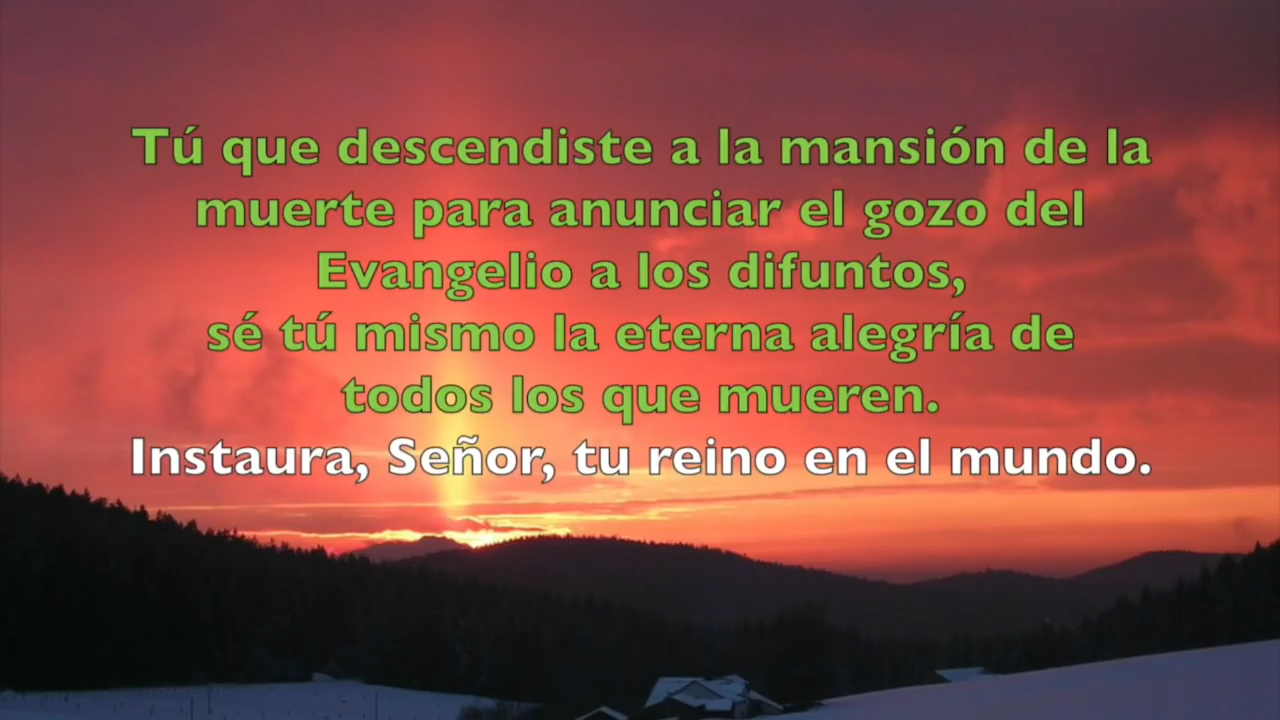 Tú que descendiste a la mansión de la
muerte para anunciar el gozo del
Evangelio a los difuntos,
sé tú mismo la eterna alegría de
todos los que mueren.
Instaura, Señor, tu reino en el mundo.